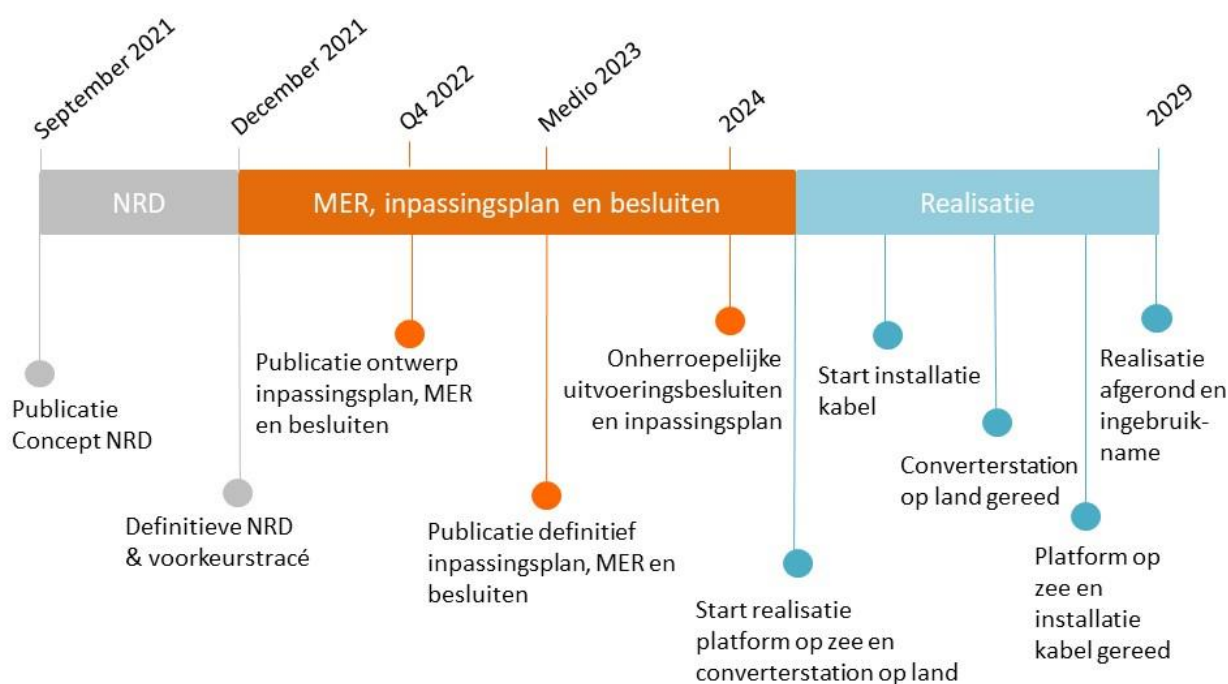 September 2021
December 2021
Q4 2022
Medio 2023
2024
2029
NRD
MER, inpassingsplan en besluiten
Realisatie
Publicatie
Concept NRD
Definitieve NRD
& voorkeurstracé
Publicatie ontwerp
inpassingsplan, MER
en besluiten
Publicatie definitief
inpassingsplan, MER en
besluiten
Onherroepelijke
uitvoeringsbesluiten
en inpassingsplan
Start realisatie
platform op zee en
converterstation op land
Start installatie
kabel
Converterstation
op land gereed
Platform op
zee en
installatie
kabel gereed
Realisatie
afgerond en
ingebruik-
name